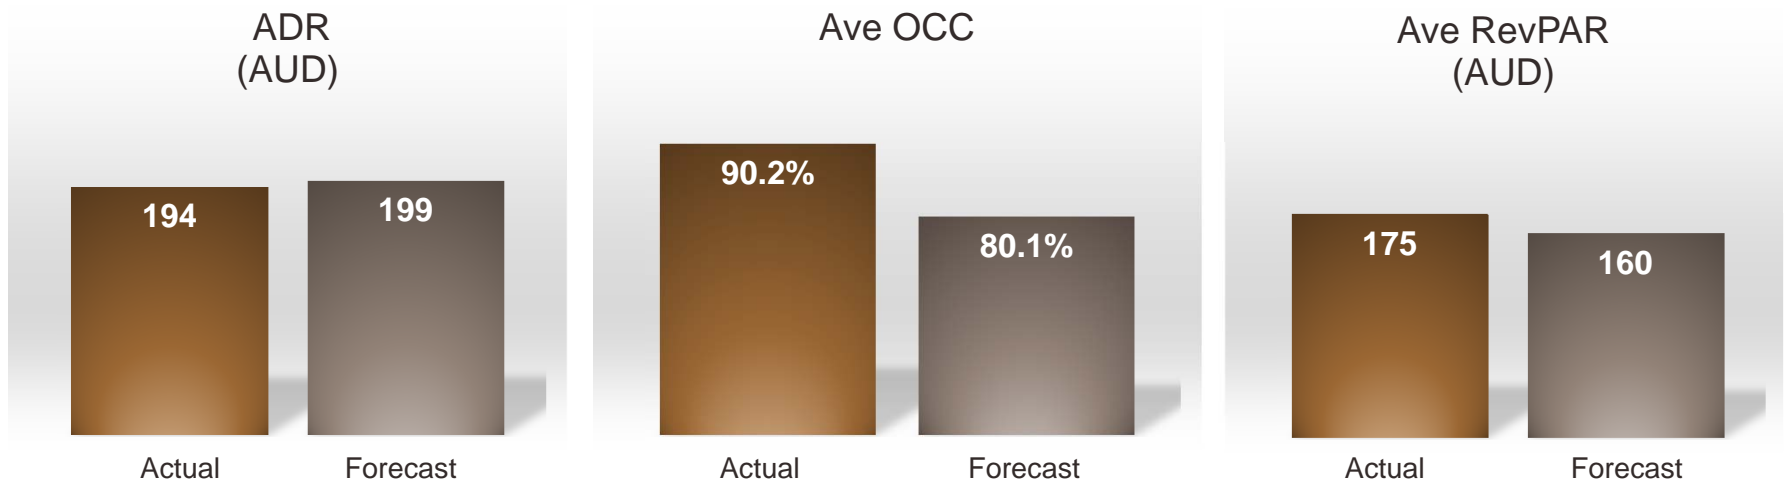 ADR
(AUD)
194
199
Actual
Forecast
Ave OCC
90.2%
80.1%
Actual
Forecast
Ave RevPAR
(AUD)
175
160
Actual
Forecast